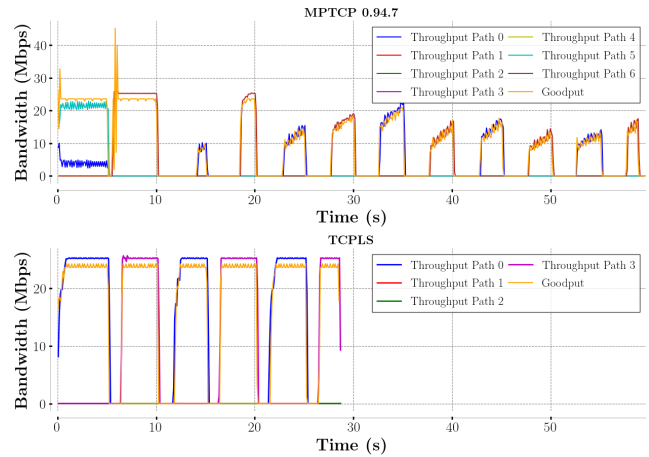 MPTCP 0.94.7
Bandwidth (Mbps)
40
30
20
10
0
Throughput Path 0
Throughput Path 1
Throughput Path 2
Throughput Path 3
Throughput Path 4
Throughput Path 5
Throughput Path 6
Goodput
0 10 20 30 40 50
Time (s)
TCPLS
Bandwidth (Mbps)
20
10
0
Throughput Path 0
Throughput Path 1
Throughput Path 2
Throughput Path 3
Goodput
0 10 20 30 40 50
Time (s)